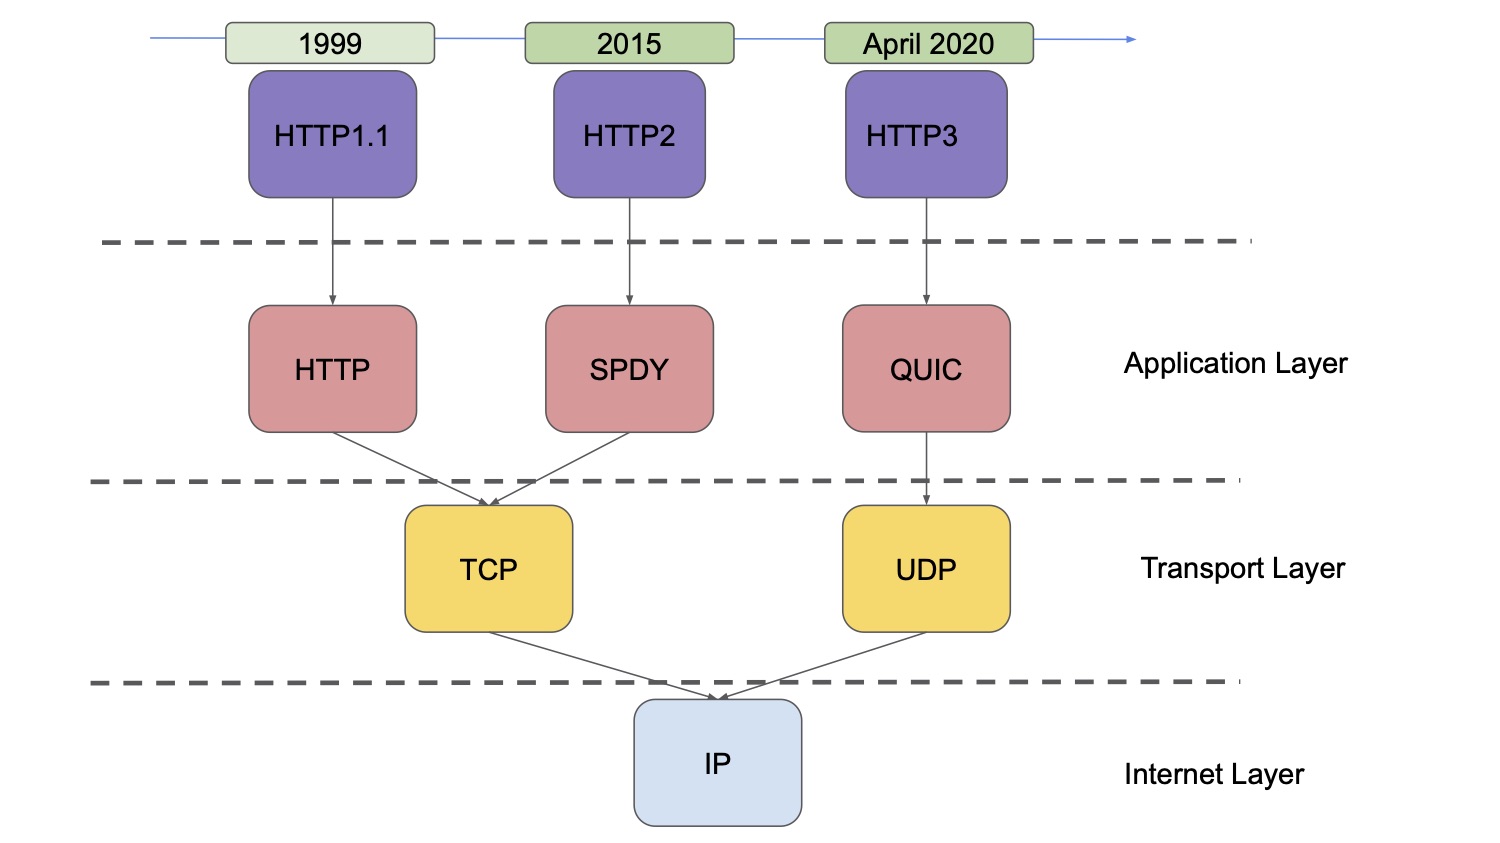 1999
2015
April 2020
HTTP1.1
HTTP2
HTTP3
HTTP
SPDY
QUIC
Application Layer
TCP
UDP
Transport Layer
IP
Internet Layer